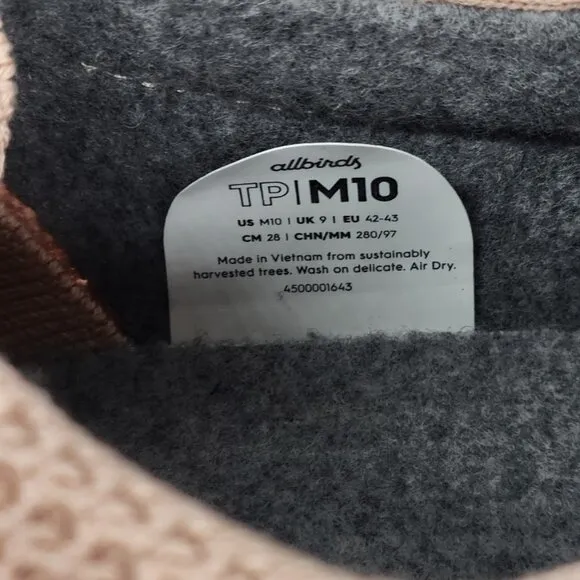 allbirds
TP|M10
US M10 | UK 9 | EU 42-43
CM 28 | CHN/MM 280/97
Made in Vietnam from sustainably
harvested trees. Wash on delicate. Air Dry.
4500001643